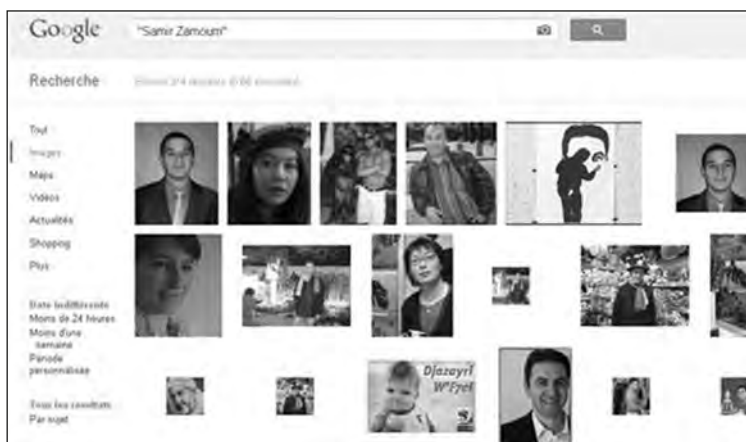 Google
"Samir Zamoum"
Recherche
Tout
Images
Maps
Vidéos
Actualités
Shopping
Plus
Date indifférente
Moins de 24 heures
Moins d'une
semaine
Période
personnalisée
Tous les résultats
Par sujet
Djazayri
W'Eyel